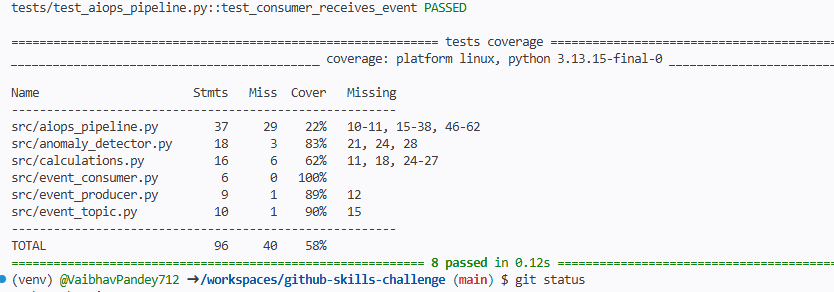 tests/test_aiops_pipeline.py::test_consumer_receives_event PASSED
================================================================ tests coverage ================================================================
________________________________________ coverage: platform linux, python 3.13.15-final-0 ________________________________________
Name                      Stmts   Miss  Cover   Missing
-------------------------------------------------------
src/aiops_pipeline.py        37     29    22%   10-11, 15-38, 46-62
src/anomaly_detector.py      18      3    83%   21, 24, 28
src/calculations.py          16      6    62%   11, 18, 24-27
src/event_consumer.py         6      0   100%
src/event_producer.py         9      1    89%   12
src/event_topic.py           10      1    90%   15
-------------------------------------------------------
TOTAL                        96     40    58%
================================================================ 8 passed in 0.12s ================================================================
(venv) @VaibhavPandey712 ➜/workspaces/github-skills-challenge (main) $ git status